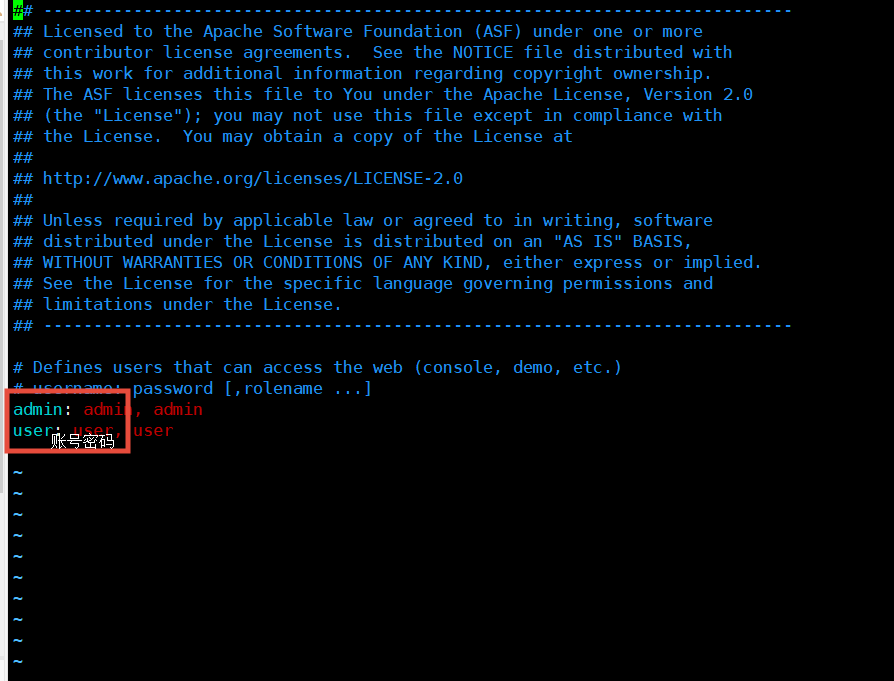 ## ---------------------------------------------------------------------------
## Licensed to the Apache Software Foundation (ASF) under one or more
## contributor license agreements.  See the NOTICE file distributed with
## this work for additional information regarding copyright ownership.
## The ASF licenses this file to You under the Apache License, Version 2.0
## (the "License"); you may not use this file except in compliance with
## the License.  You may obtain a copy of the License at
##
## http://www.apache.org/licenses/LICENSE-2.0
##
## Unless required by applicable law or agreed to in writing, software
## distributed under the License is distributed on an "AS IS" BASIS,
## WITHOUT WARRANTIES OR CONDITIONS OF ANY KIND, either express or implied.
## See the License for the specific language governing permissions and
## limitations under the License.
## ---------------------------------------------------------------------------
# Defines users that can access the web (console, demo, etc.)
# username: password [,rolename ...]
admin: admin, admin
user: user, user
账号密码
~
~
~
~
~
~
~
~
~
~